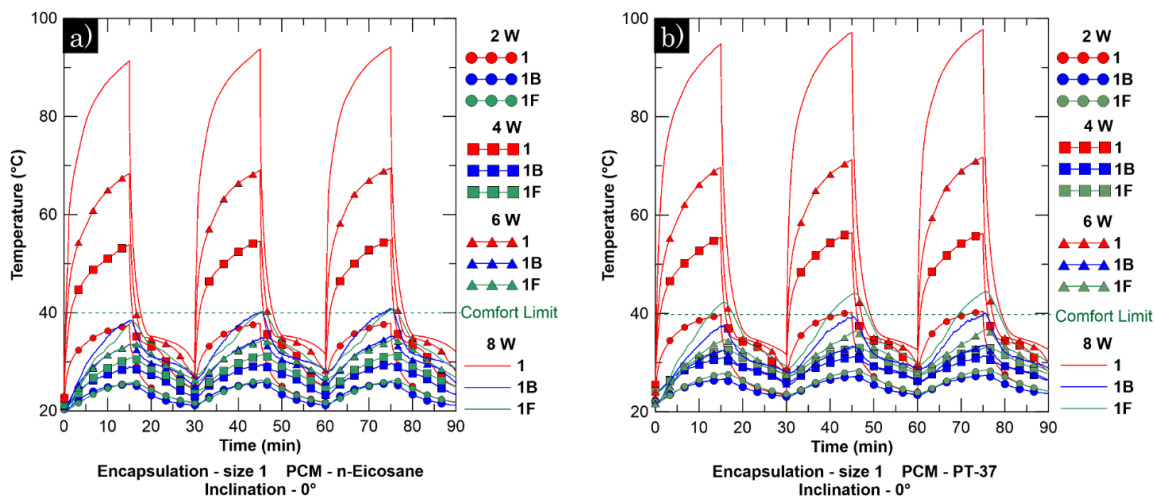 a)
100
80
60
40
20
Temperature (°C)
0 10 20 30 40 50 60 70 80 90
Time (min)
Encapsulation - size 1 PCM - n-Eicosane
Inclination - 0°
2 W
1
1B
1F
4 W
1
1B
1F
6 W
1
1B
1F
Comfort Limit
8 W
1
1B
1F
b)
100
80
60
40
20
Temperature (°C)
0 10 20 30 40 50 60 70 80 90
Time (min)
Encapsulation - size 1 PCM - PT-37
Inclination - 0°
2 W
1
1B
1F
4 W
1
1B
1F
6 W
1
1B
1F
Comfort Limit
8 W
1
1B
1F